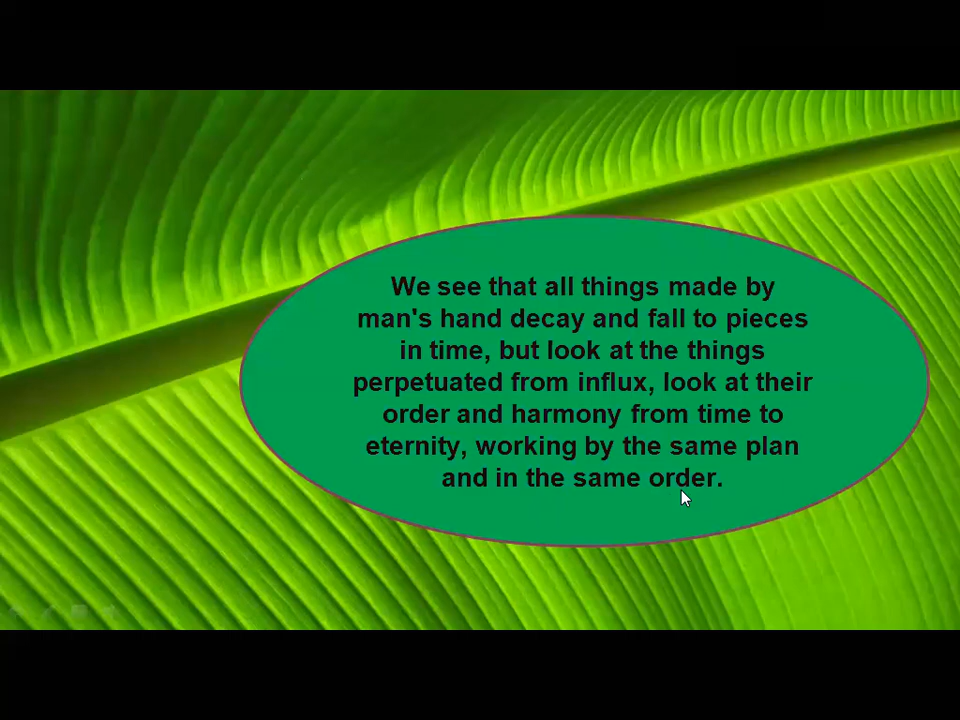 We see that all things made by
man's hand decay and fall to pieces
in time, but look at the things
perpetuated from influx, look at their
order and harmony from time to
eternity, working by the same plan
and in the same order.